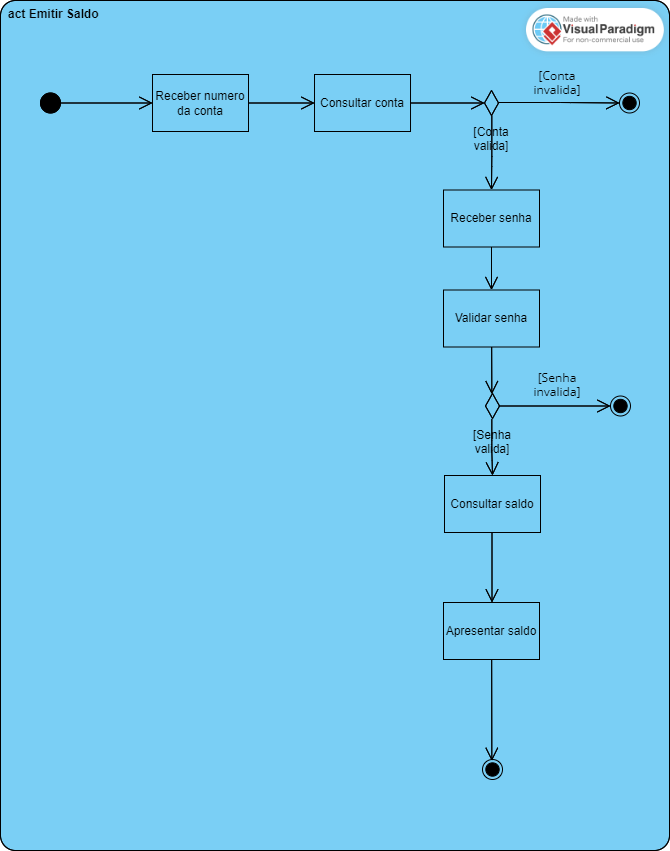 act Emitir Saldo
Made with
Visual Paradigm
For non-commercial use
Receber numero
da conta
Consultar conta
[Conta
invalida]
[Conta
valida]
Receber senha
Validar senha
[Senha
invalida]
[Senha
valida]
Consultar saldo
Apresentar saldo